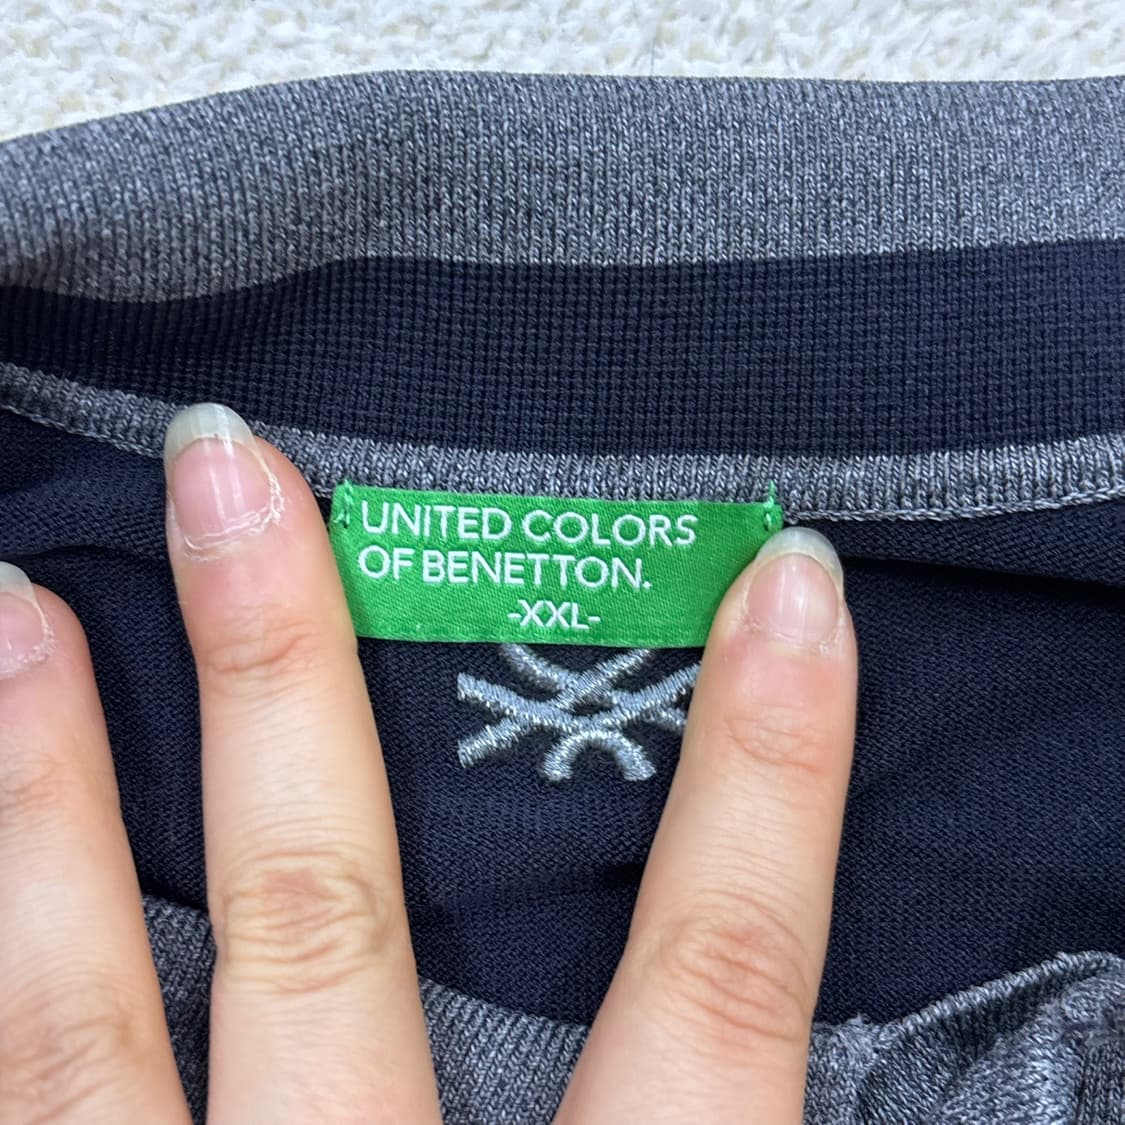 UNITED COLORS
OF BENETTON.
-XXL-